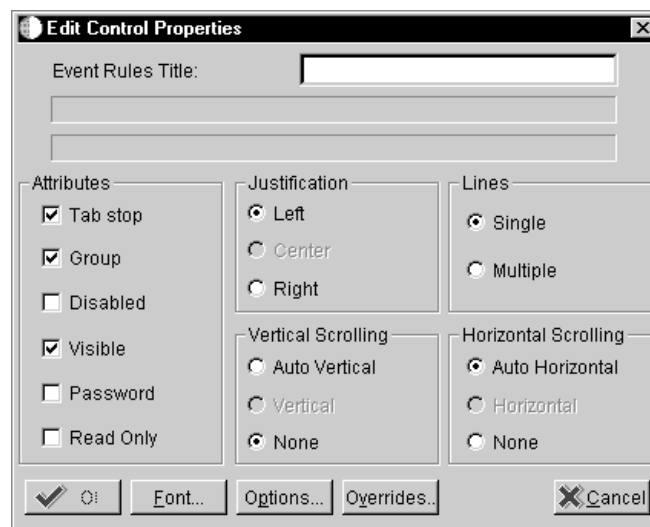 Edit Control Properties
Event Rules Title:
Attributes
Tab stop
Group
Disabled
Visible
Password
Read Only
Justification
Left
Center
Right
Lines
Single
Multiple
Vertical Scrolling
Auto Vertical
Vertical
None
Horizontal Scrolling
Auto Horizontal
Horizontal
None
Font...
Options...
Overrides..
Cancel